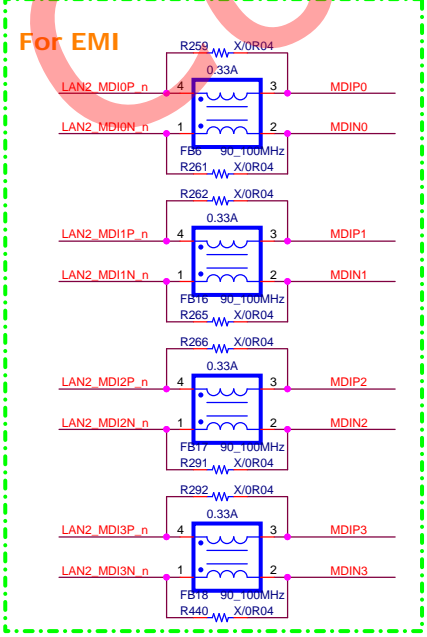 For EMI
R259 X/0R04
0.33A
LAN2_MDI0P_n 4 3 MDIP0
LAN2_MDI0N_n 1 2 MDIN0
FB6 90_100MHz
R261 X/0R04
R262 X/0R04
0.33A
LAN2_MDI1P_n 4 3 MDIP1
LAN2_MDI1N_n 1 2 MDIN1
FB16 90_100MHz
R265 X/0R04
R266 X/0R04
0.33A
LAN2_MDI2P_n 4 3 MDIP2
LAN2_MDI2N_n 1 2 MDIN2
FB17 90_100MHz
R291 X/0R04
R292 X/0R04
0.33A
LAN2_MDI3P_n 4 3 MDIP3
LAN2_MDI3N_n 1 2 MDIN3
FB18 90_100MHz
R440 X/0R04